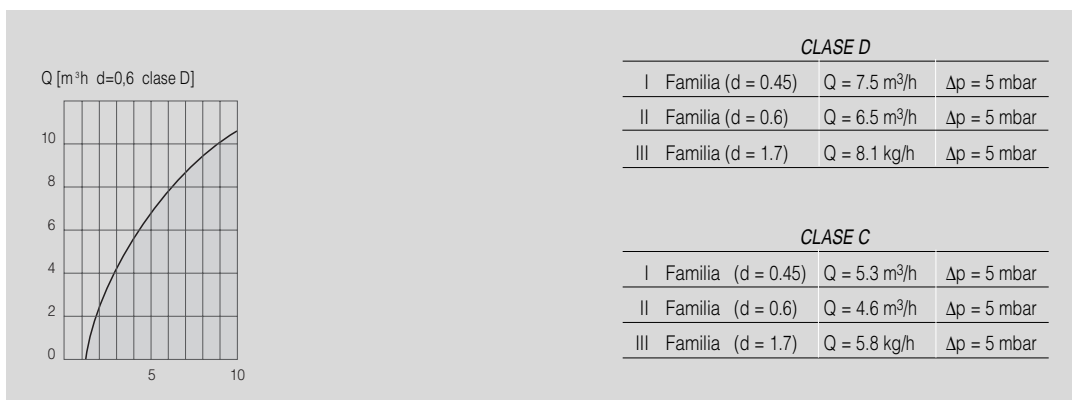 Q [m³h d=0,6 clase D]
10
8
6
4
2
0
5 10
CLASE D
I Familia (d = 0.45) Q = 7.5 m³/h Δp = 5 mbar
II Familia (d = 0.6) Q = 6.5 m³/h Δp = 5 mbar
III Familia (d = 1.7) Q = 8.1 kg/h Δp = 5 mbar
CLASE C
I Familia (d = 0.45) Q = 5.3 m³/h Δp = 5 mbar
II Familia (d = 0.6) Q = 4.6 m³/h Δp = 5 mbar
III Familia (d = 1.7) Q = 5.8 kg/h Δp = 5 mbar